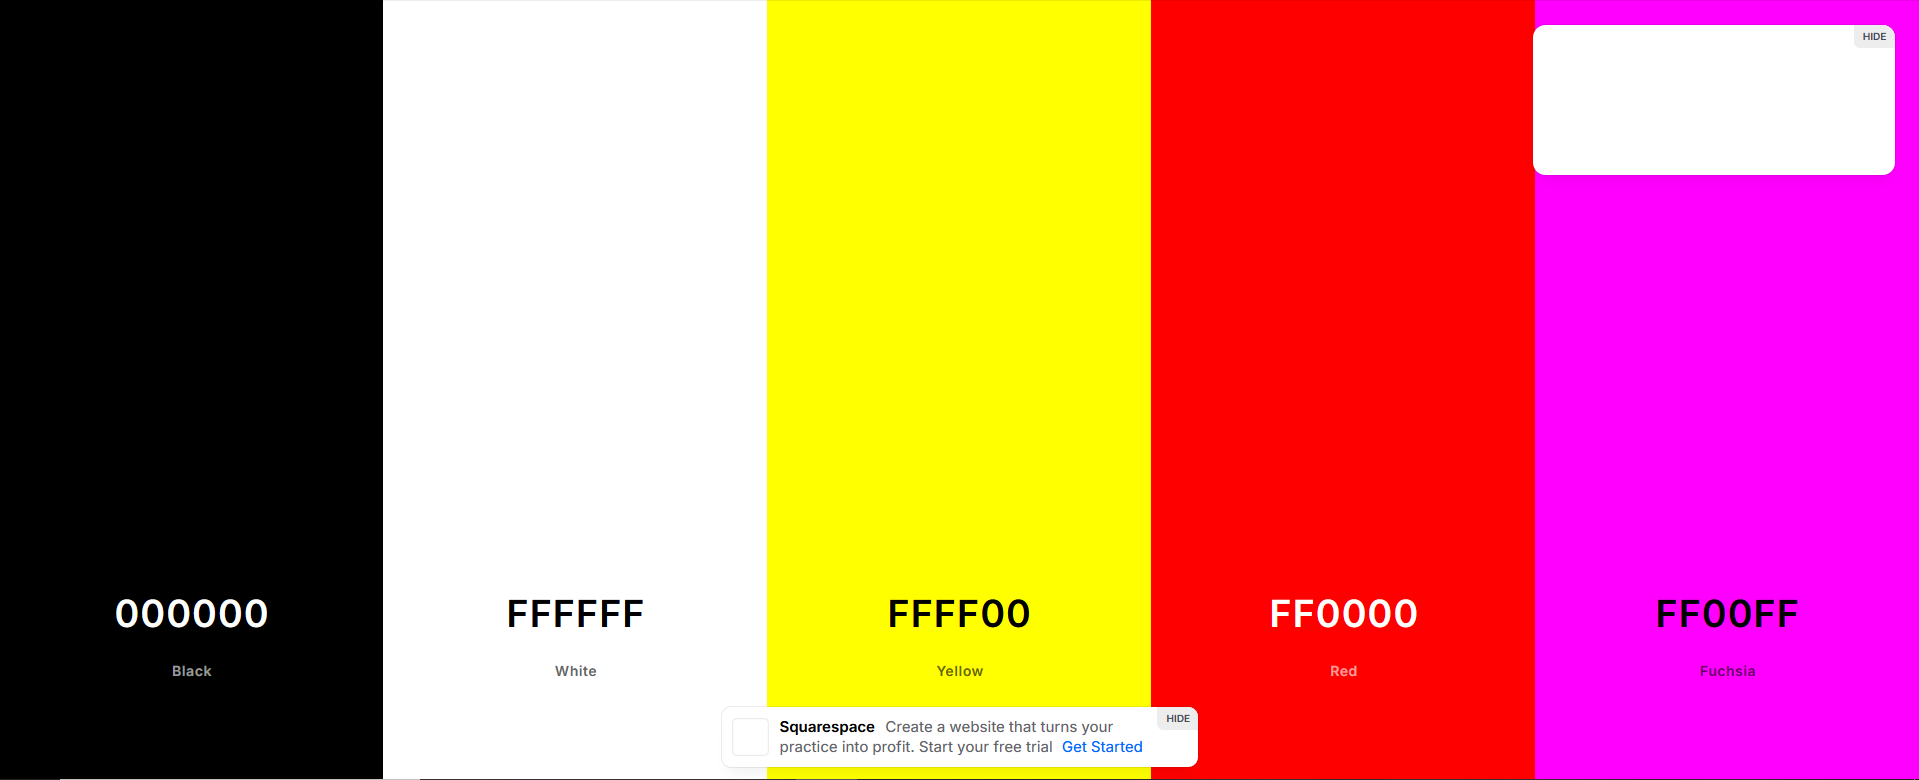 HIDE
000000
FFFFFF
FFFF00
FF0000
FF00FF
Black
White
Yellow
Red
Fuchsia
HIDE
Squarespace Create a website that turns your
practice into profit. Start your free trial Get Started